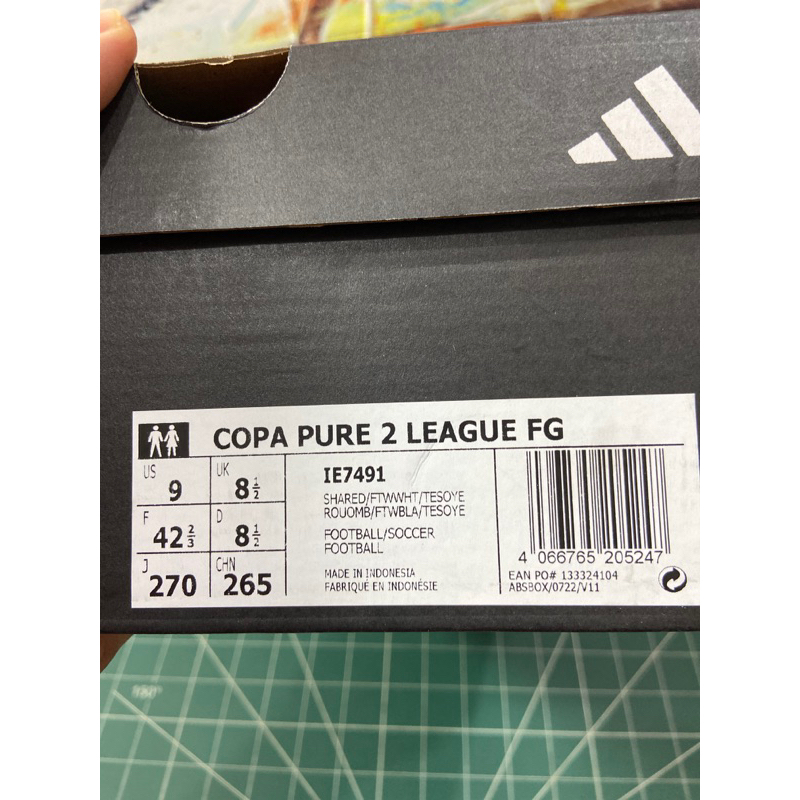 COPA PURE 2 LEAGUE FG
US 9
UK 8 1/2
F 42 2/3
D 8 1/2
J 270
CHN 265
IE7491
SHARED/FTWWHT/TESOYE
ROUOMB/FTWBLA/TESOYE
FOOTBALL/SOCCER
FOOTBALL
MADE IN INDONESIA
FABRIQUÉ EN INDONÉSIE
4 066765 205247
EAN PO# 133324104
ABSBOX/0722/V11